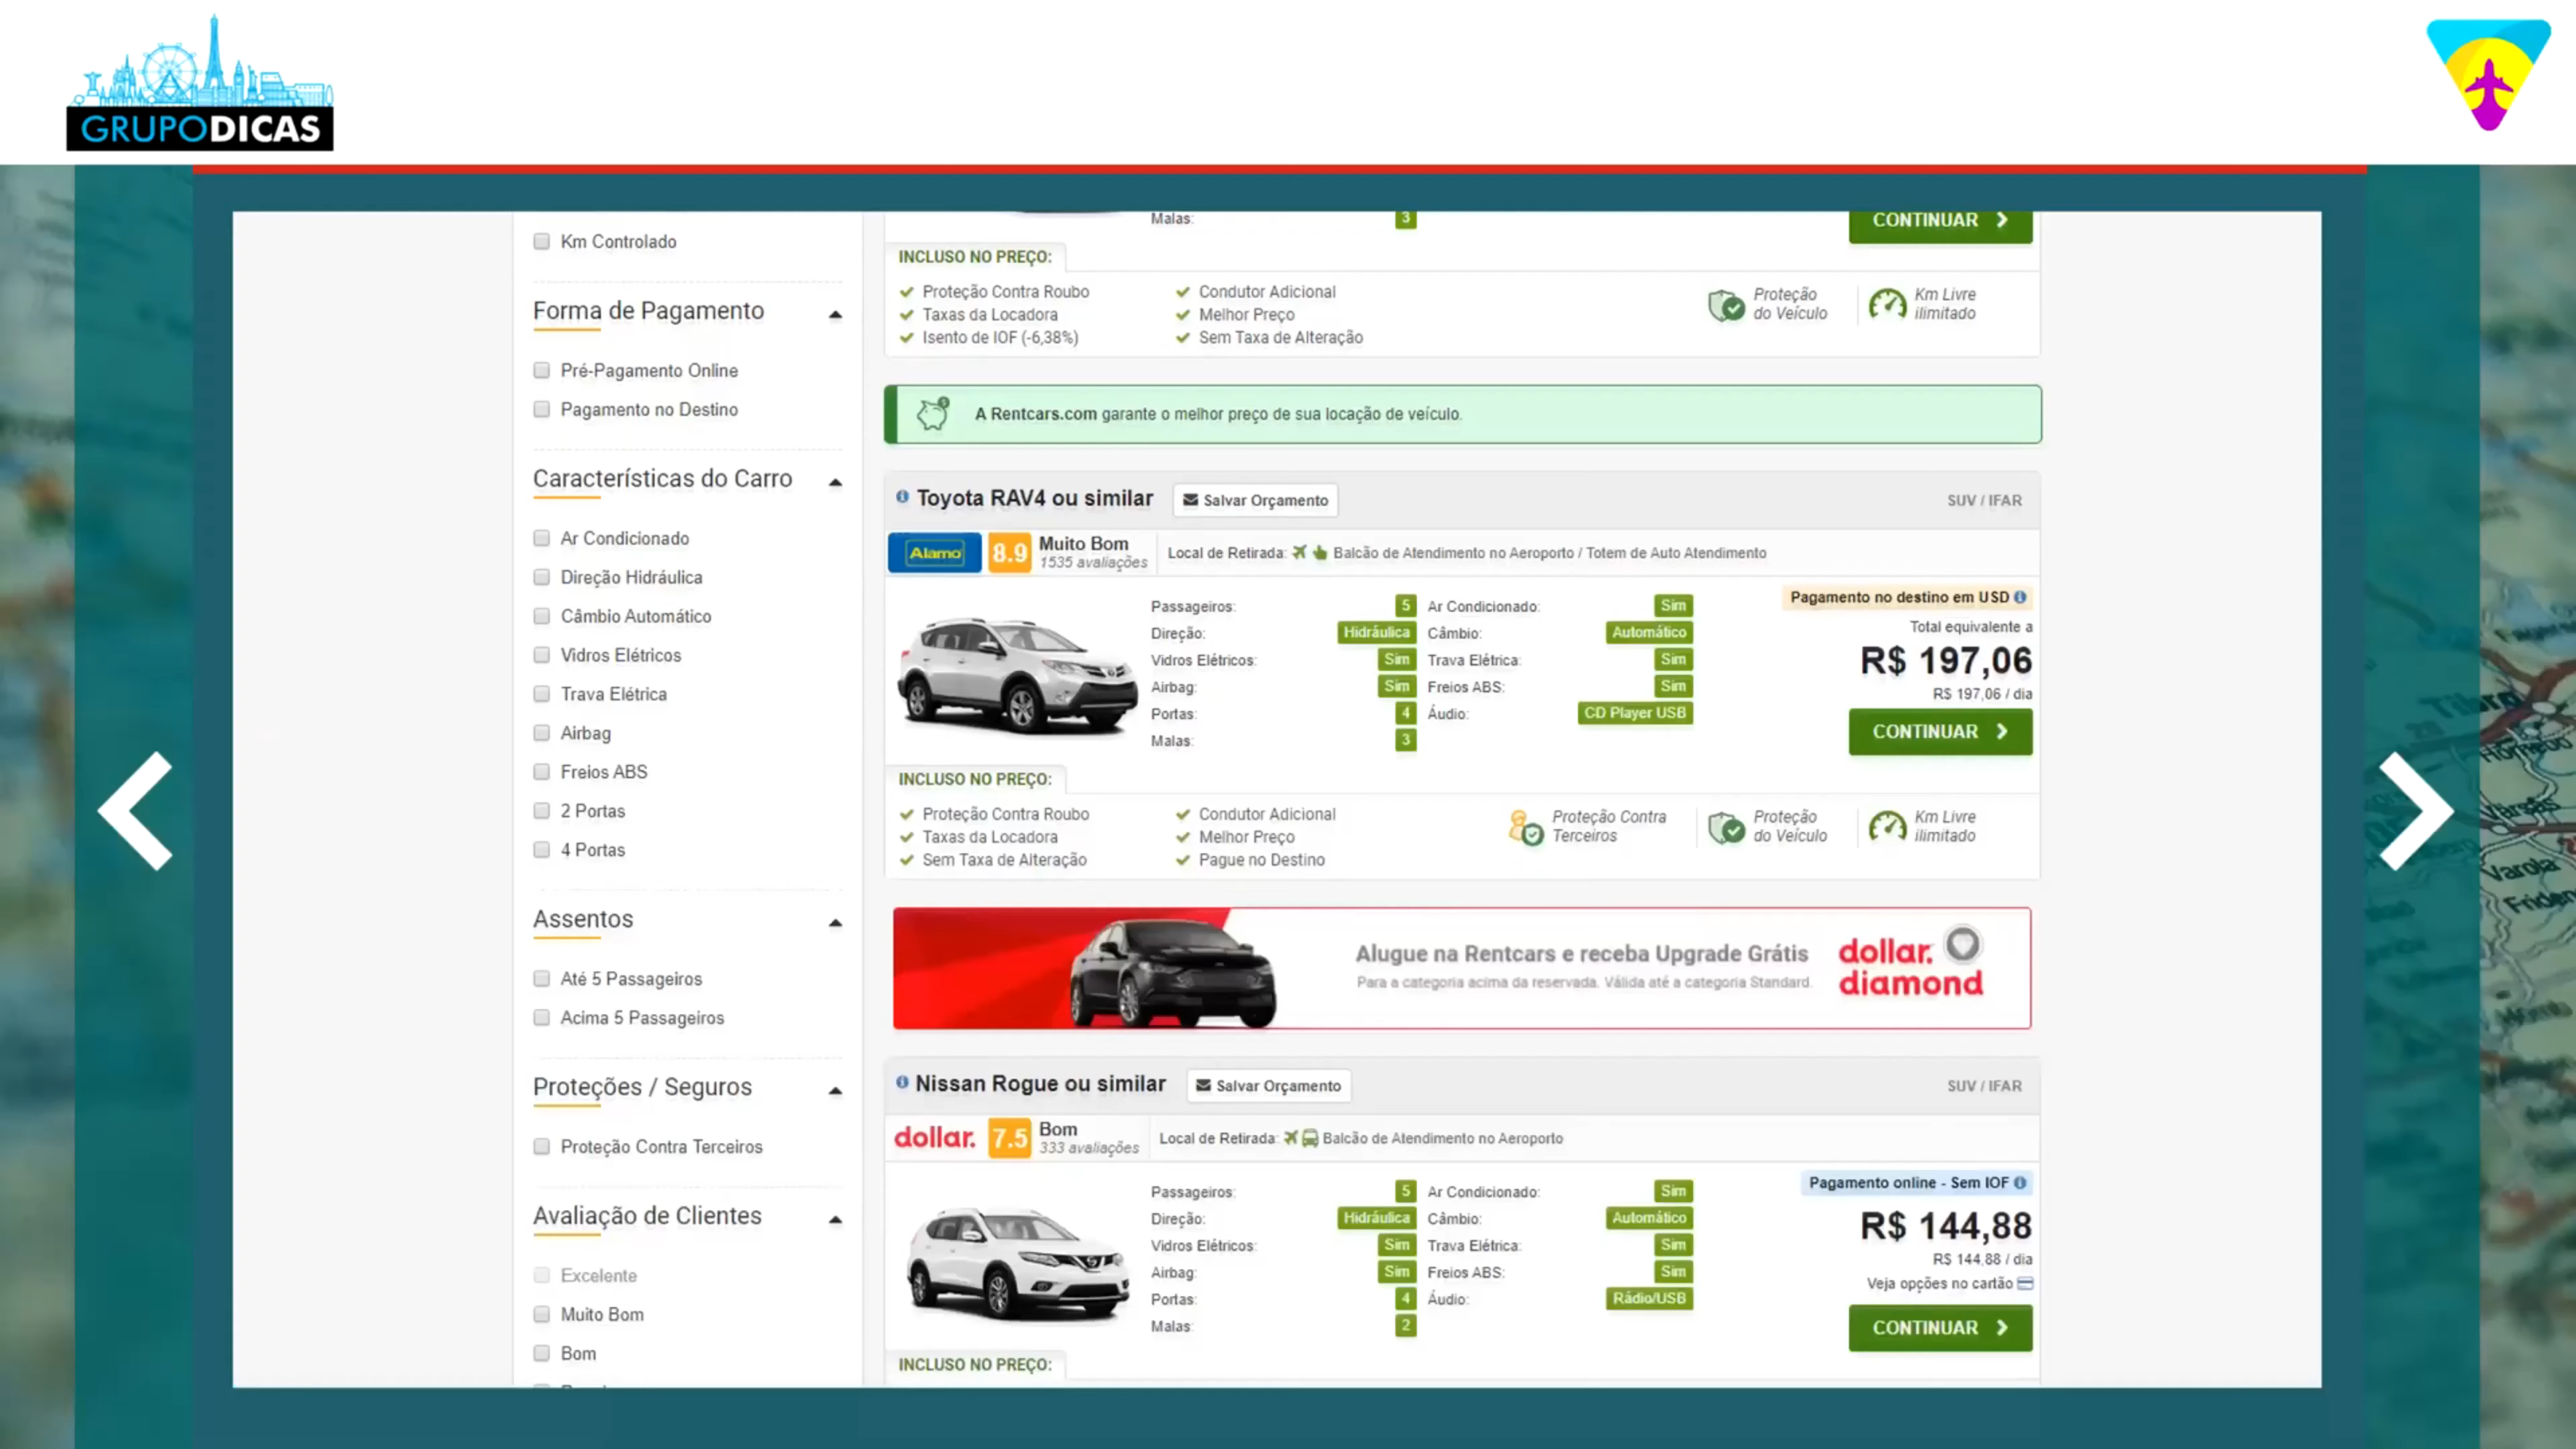 GRUPODICAS
Km Controlado
Forma de Pagamento
Pré-Pagamento Online
Pagamento no Destino
Características do Carro
Ar Condicionado
Direção Hidráulica
Câmbio Automático
Vidros Elétricos
Trava Elétrica
Airbag
Freios ABS
2 Portas
4 Portas
Assentos
Até 5 Passageiros
Acima 5 Passageiros
Proteções / Seguros
Proteção Contra Terceiros
Avaliação de Clientes
Excelente
Muito Bom
Bom
Malas: 3
CONTINUAR
INCLUSO NO PREÇO:
Proteção Contra Roubo
Taxas da Locadora
Isento de IOF (-6,38%)
Condutor Adicional
Melhor Preço
Sem Taxa de Alteração
Proteção
do Veículo
Km Livre
ilimitado
A Rentcars.com garante o melhor preço de sua locação de veículo.
Toyota RAV4 ou similar
Salvar Orçamento
SUV / IFAR
Alamo
8.9
Muito Bom
1535 avaliações
Local de Retirada: Balcão de Atendimento no Aeroporto / Totem de Auto Atendimento
Passageiros: 5
Direção: Hidráulica
Vidros Elétricos: Sim
Airbag: Sim
Portas: 4
Malas: 3
Ar Condicionado: Sim
Câmbio: Automático
Trava Elétrica: Sim
Freios ABS: Sim
Áudio: CD Player USB
Pagamento no destino em USD
Total equivalente a
R$ 197,06
R$ 197,06 / dia
CONTINUAR
INCLUSO NO PREÇO:
Proteção Contra Roubo
Taxas da Locadora
Sem Taxa de Alteração
Condutor Adicional
Melhor Preço
Pague no Destino
Proteção Contra
Terceiros
Proteção
do Veículo
Km Livre
ilimitado
Alugue na Rentcars e receba Upgrade Grátis
Para a categoria acima da reservada. Válida até a categoria Standard.
dollar.
diamond
Nissan Rogue ou similar
Salvar Orçamento
SUV / IFAR
dollar.
7.5
Bom
333 avaliações
Local de Retirada: Balcão de Atendimento no Aeroporto
Passageiros: 5
Direção: Hidráulica
Vidros Elétricos: Sim
Airbag: Sim
Portas: 4
Malas: 2
Ar Condicionado: Sim
Câmbio: Automático
Trava Elétrica: Sim
Freios ABS: Sim
Áudio: Rádio/USB
Pagamento online - Sem IOF
R$ 144,88
R$ 144,88 / dia
Veja opções no cartão
CONTINUAR
INCLUSO NO PREÇO:
Varola